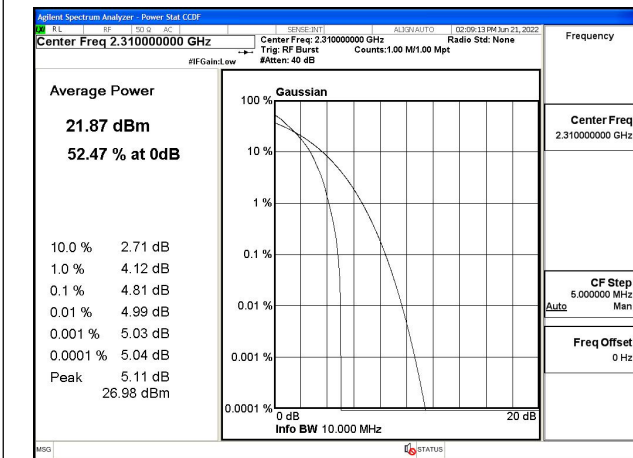 Agilent Spectrum Analyzer - Power Stat CCDF
RL RF 50 Ω AC SENSE:INT ALIGN AUTO 02:09:13 PM Jun 21, 2022
Center Freq 2.310000000 GHz
Center Freq: 2.310000000 GHz Radio Std: None
Trig: RF Burst Counts:1.00 M/1.00 Mpt
#IFGain:Low #Atten: 40 dB
Frequency
Average Power
21.87 dBm
52.47 % at 0dB
10.0 % 2.71 dB
1.0 % 4.12 dB
0.1 % 4.81 dB
0.01 % 4.99 dB
0.001 % 5.03 dB
0.0001 % 5.04 dB
Peak 5.11 dB
26.98 dBm
Gaussian
100 %
10 %
1 %
0.1 %
0.01 %
0.001 %
0.0001 %
0 dB 20 dB
Info BW 10.000 MHz
Center Freq
2.310000000 GHz
CF Step
5.000000 MHz
Auto Man
Freq Offset
0 Hz
MSG STATUS